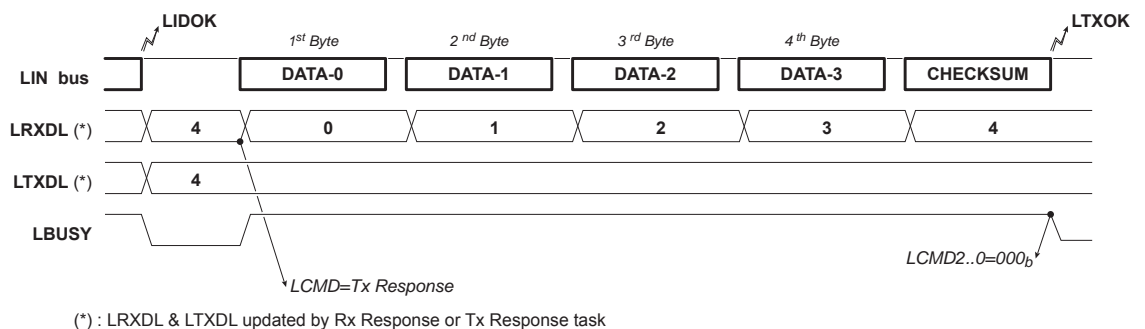 LIDOK
LTXOK
1st Byte 2nd Byte 3rd Byte 4th Byte
LIN bus DATA-0 DATA-1 DATA-2 DATA-3 CHECKSUM
LRXDL (*) 4 0 1 2 3 4
LTXDL (*) 4
LBUSY
LCMD2..0=000b
LCMD=Tx Response
(*) : LRXDL & LTXDL updated by Rx Response or Tx Response task